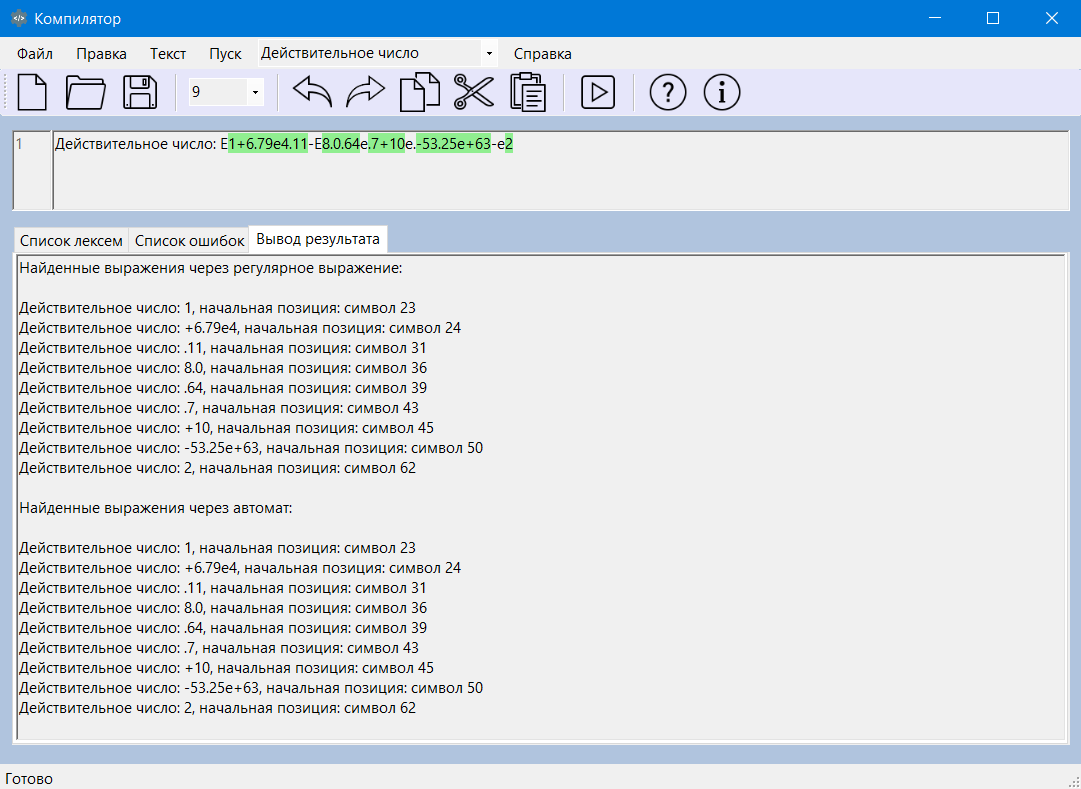 Компилятор
Файл Правка Текст Пуск Действительное число Справка
9
1 Действительное число: E1+6.79e4.11-E8.0.64e.7+10e.-53.25e+63-e2
Список лексем Список ошибок Вывод результата
Найденные выражения через регулярное выражение:
Действительное число: 1, начальная позиция: символ 23
Действительное число: +6.79e4, начальная позиция: символ 24
Действительное число: .11, начальная позиция: символ 31
Действительное число: 8.0, начальная позиция: символ 36
Действительное число: .64, начальная позиция: символ 39
Действительное число: .7, начальная позиция: символ 43
Действительное число: +10, начальная позиция: символ 45
Действительное число: -53.25e+63, начальная позиция: символ 50
Действительное число: 2, начальная позиция: символ 62
Найденные выражения через автомат:
Действительное число: 1, начальная позиция: символ 23
Действительное число: +6.79e4, начальная позиция: символ 24
Действительное число: .11, начальная позиция: символ 31
Действительное число: 8.0, начальная позиция: символ 36
Действительное число: .64, начальная позиция: символ 39
Действительное число: .7, начальная позиция: символ 43
Действительное число: +10, начальная позиция: символ 45
Действительное число: -53.25e+63, начальная позиция: символ 50
Действительное число: 2, начальная позиция: символ 62
Готово